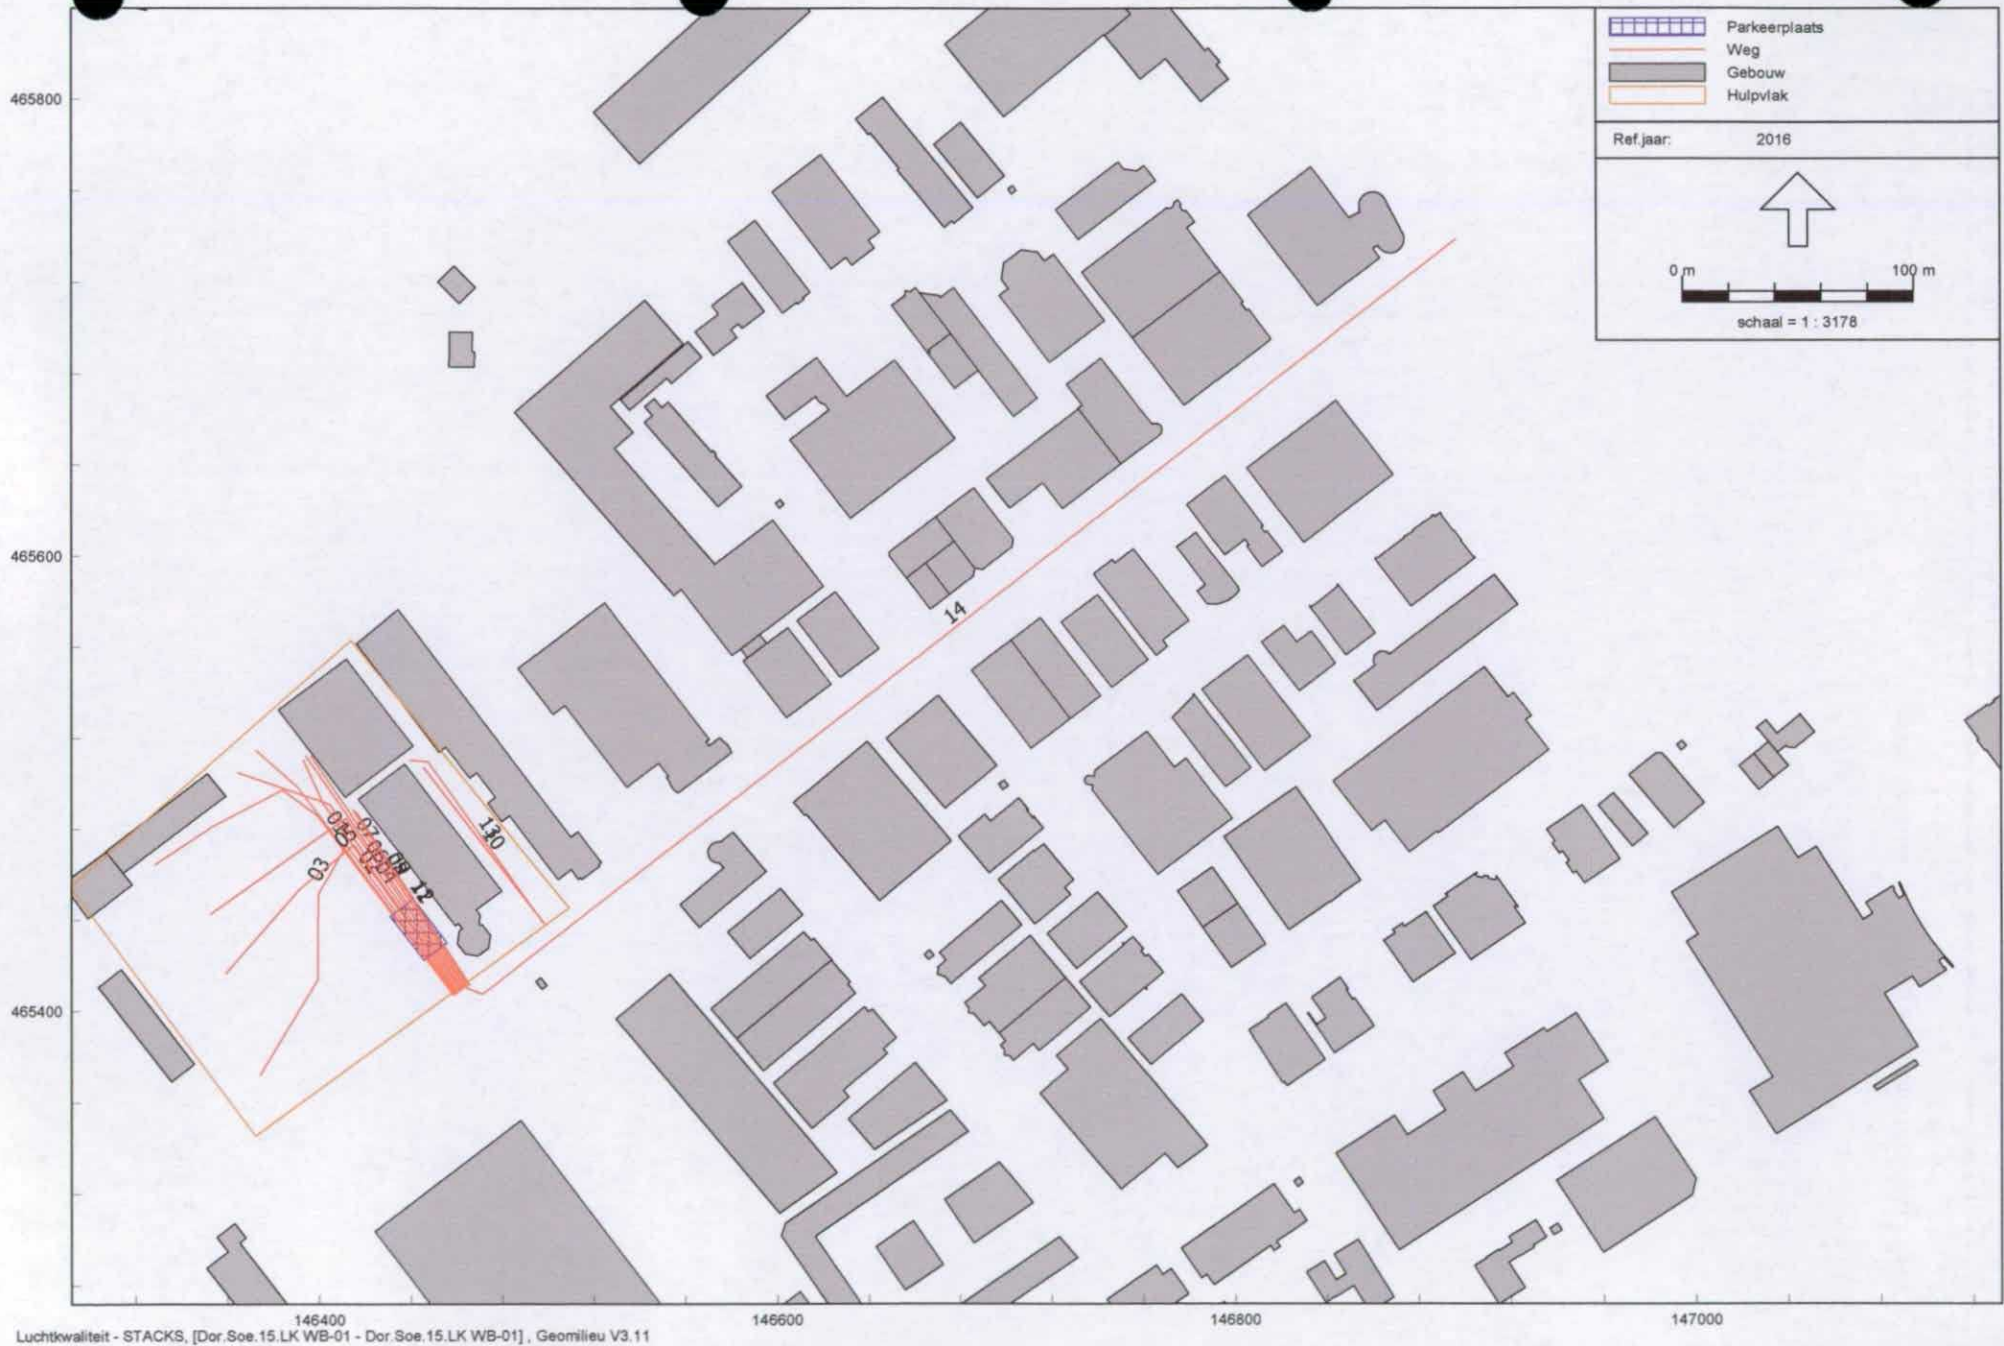 Parkeerplaats
Weg
Gebouw
Hulpvlak
Ref.jaar: 2016
0 m 100 m
schaal = 1 : 3178
465800
465600
465400
14
03
07
12
146400 146600 146800 147000
Luchtkwaliteit - STACKS, [Dor.Soe.15.LK WB-01 - Dor.Soe.15.LK WB-01] , Geomilieu V3.11